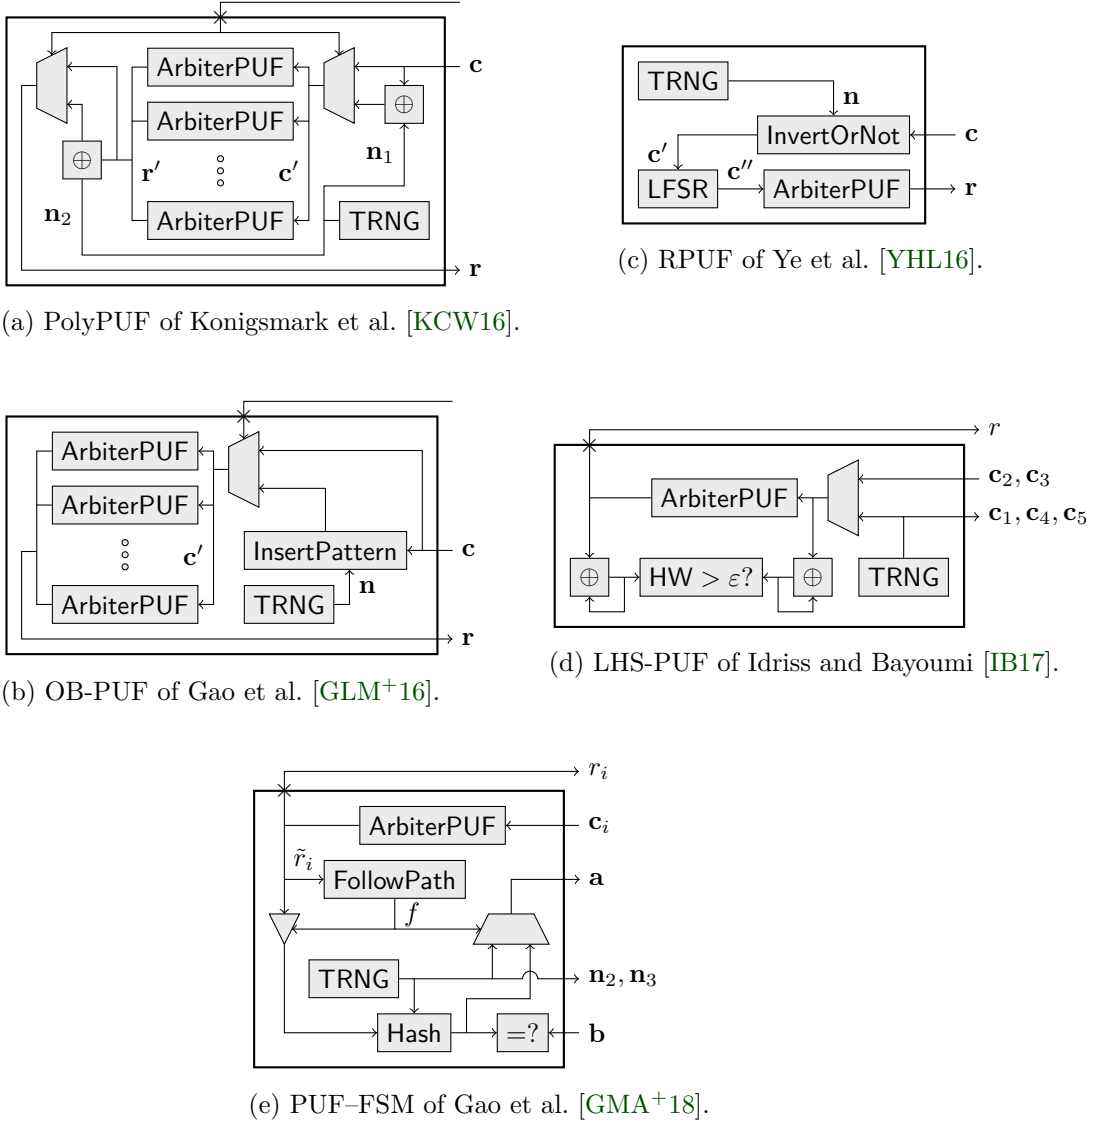 ArbiterPUF
c
ArbiterPUF
⊕
n₁
⊕
r′
c′
n₂
ArbiterPUF
TRNG
r
(a) PolyPUF of Konigsmark et al. [KCW16].
TRNG
n
InvertOrNot
c
c′
c′′
LFSR
ArbiterPUF
r
(c) RPUF of Ye et al. [YHL16].
ArbiterPUF
ArbiterPUF
c′
InsertPattern
c
n
ArbiterPUF
TRNG
r
(b) OB-PUF of Gao et al. [GLM⁺16].
r
c₂, c₃
ArbiterPUF
c₁, c₄, c₅
⊕
HW > ε?
⊕
TRNG
(d) LHS-PUF of Idriss and Bayoumi [IB17].
rᵢ
ArbiterPUF
cᵢ
r̃ᵢ
FollowPath
a
f
TRNG
n₂, n₃
Hash
=?
b
(e) PUF–FSM of Gao et al. [GMA⁺18].